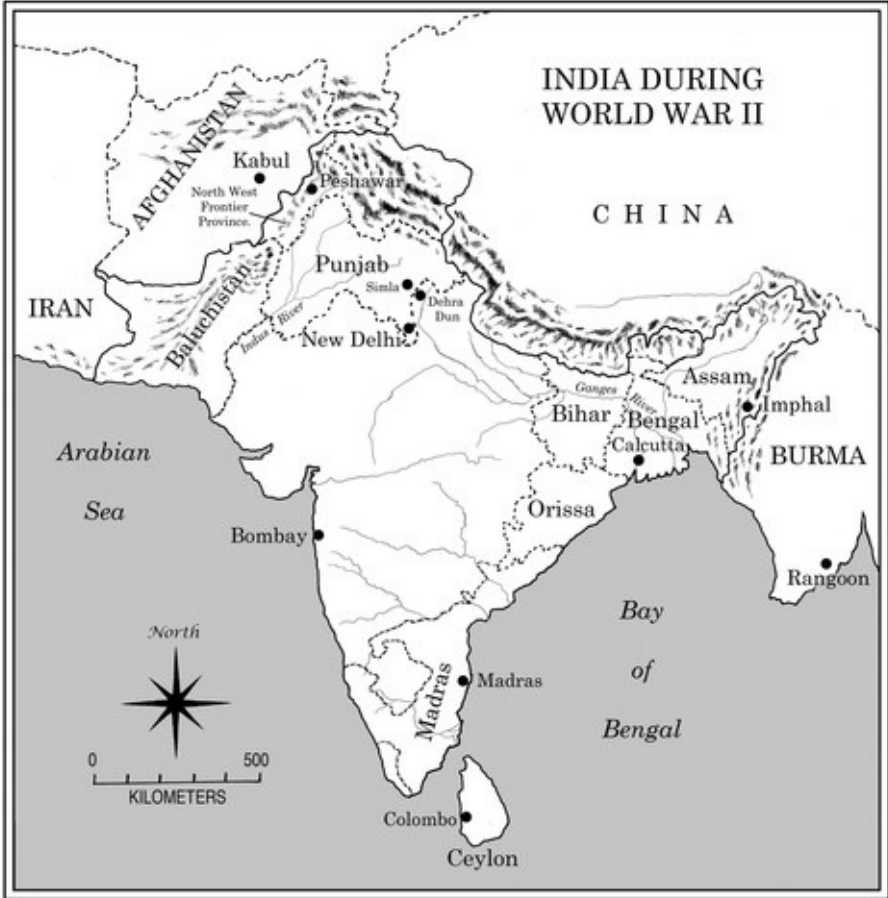 INDIA DURING
WORLD WAR II
AFGHANISTAN
Kabul
Peshawar
North West
Frontier
Province.
CHINA
Punjab
Simla
Dehra
Dun
IRAN
Baluchistan
Indus River
New Delhi
Assam
Ganges River
Bihar
Bengal
Imphal
Calcutta
BURMA
Arabian
Sea
Orissa
Bombay
Rangoon
Bay
of
Bengal
North
Madras
Madras
0 500
KILOMETERS
Colombo
Ceylon